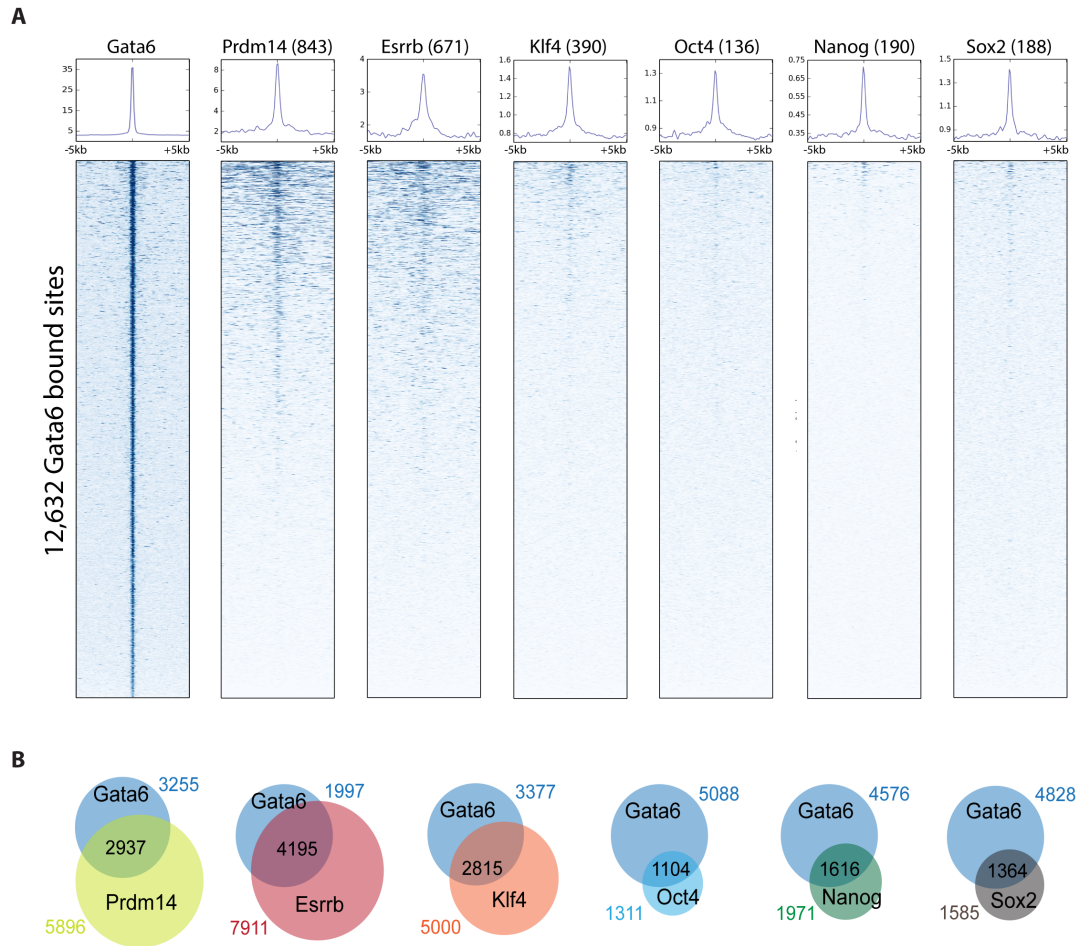 A
Gata6 Prdm14 (843) Esrrb (671) Klf4 (390) Oct4 (136) Nanog (190) Sox2 (188)
35 25 15 5
8 6 4 2
4 3 2
1.6 1.4 1.2 1.0 0.8
1.3 1.1 0.9
0.75 0.65 0.55 0.45 0.35
1.5 1.3 1.1 0.9
-5kb +5kb -5kb +5kb -5kb +5kb -5kb +5kb -5kb +5kb -5kb +5kb -5kb +5kb
12,632 Gata6 bound sites
B
Gata6 3255
2937
Prdm14
5896
Gata6 1997
4195
Esrrb
7911
Gata6 3377
2815
Klf4
5000
Gata6 5088
1104
Oct4
1311
Gata6 4576
1616
Nanog
1971
Gata6 4828
1364
Sox2
1585